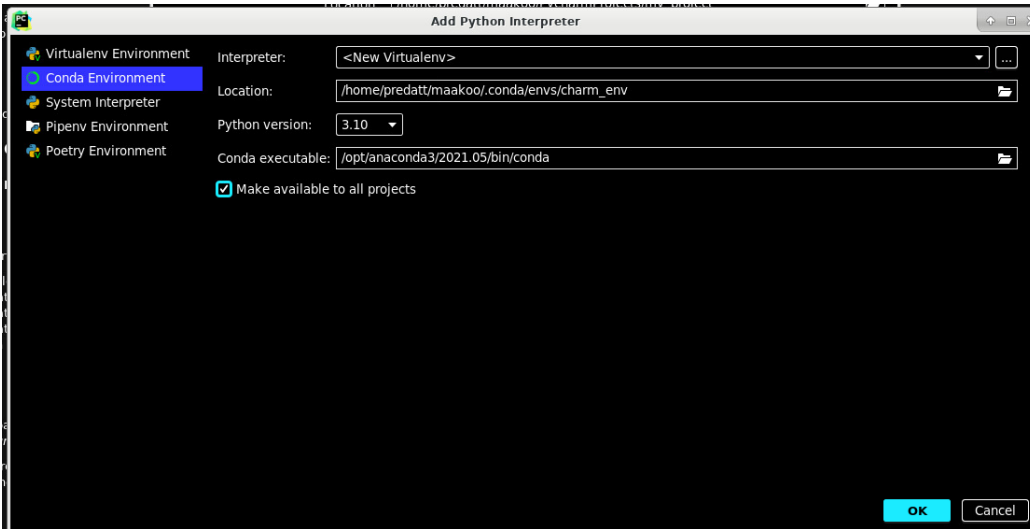 Add Python Interpreter
Virtualenv Environment
Conda Environment
System Interpreter
Pipenv Environment
Poetry Environment
Interpreter: <New Virtualenv> ...
Location: /home/predatt/maakoo/.conda/envs/charm_env
Python version: 3.10
Conda executable: /opt/anaconda3/2021.05/bin/conda
Make available to all projects
OK Cancel